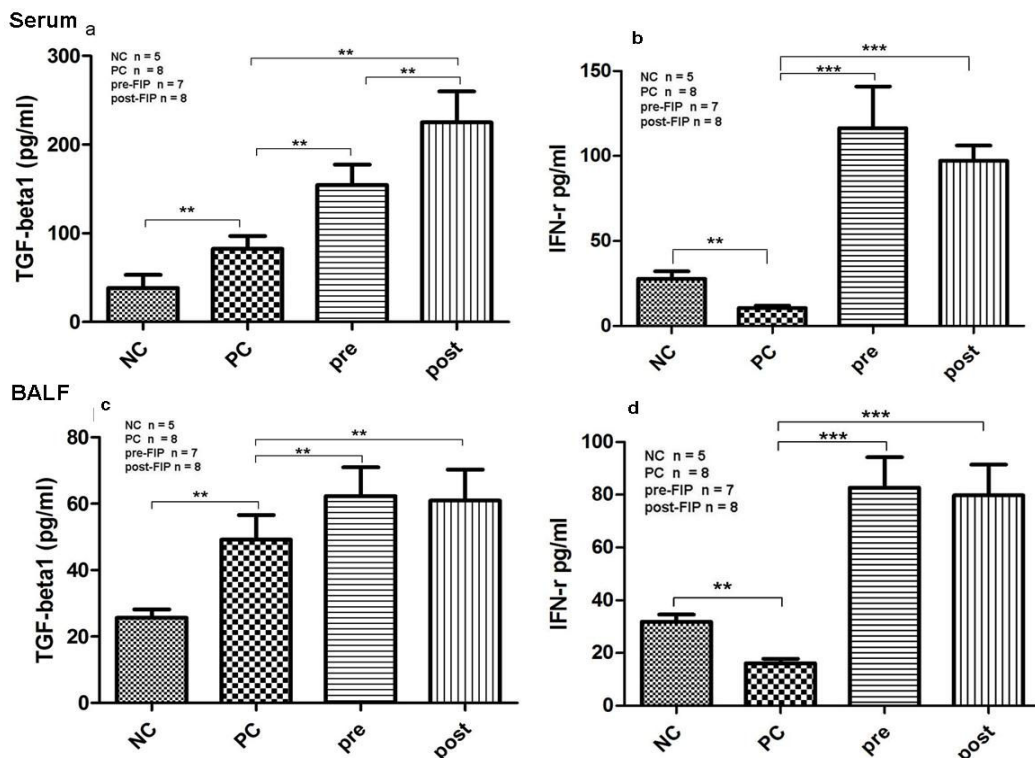 Serum
a
TGF-beta1 (pg/ml)
300
200
100
0
NC n = 5
PC n = 8
pre-FIP n = 7
post-FIP n = 8
**
**
**
**
NC
PC
pre
post
b
IFN-r pg/ml
150
100
50
0
NC n = 5
PC n = 8
pre-FIP n = 7
post-FIP n = 8
***
***
**
NC
PC
pre
post
BALF
c
TGF-beta1 (pg/ml)
80
60
40
20
0
NC n = 5
PC n = 8
pre-FIP n = 7
post-FIP n = 8
**
**
**
NC
PC
pre
post
d
IFN-r pg/ml
100
80
60
40
20
0
NC n = 5
PC n = 8
pre-FIP n = 7
post-FIP n = 8
***
***
**
NC
PC
pre
post